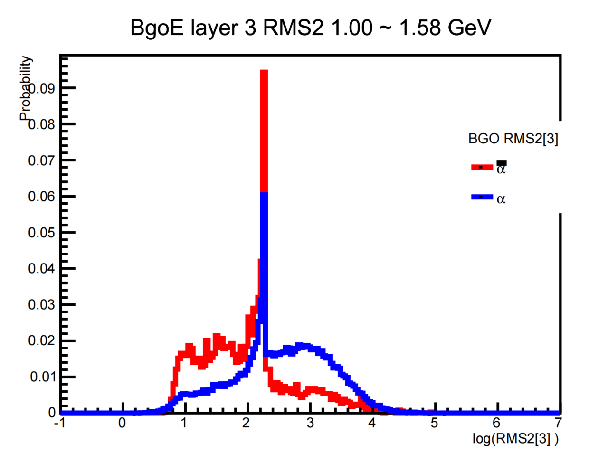 BgoE layer 3 RMS2 1.00 ~ 1.58 GeV
Probability
0.09
0.08
0.07
0.06
0.05
0.04
0.03
0.02
0.01
0
BGO RMS2[3]
α̅
α
-1 0 1 2 3 4 5 6 7
log(RMS2[3] )